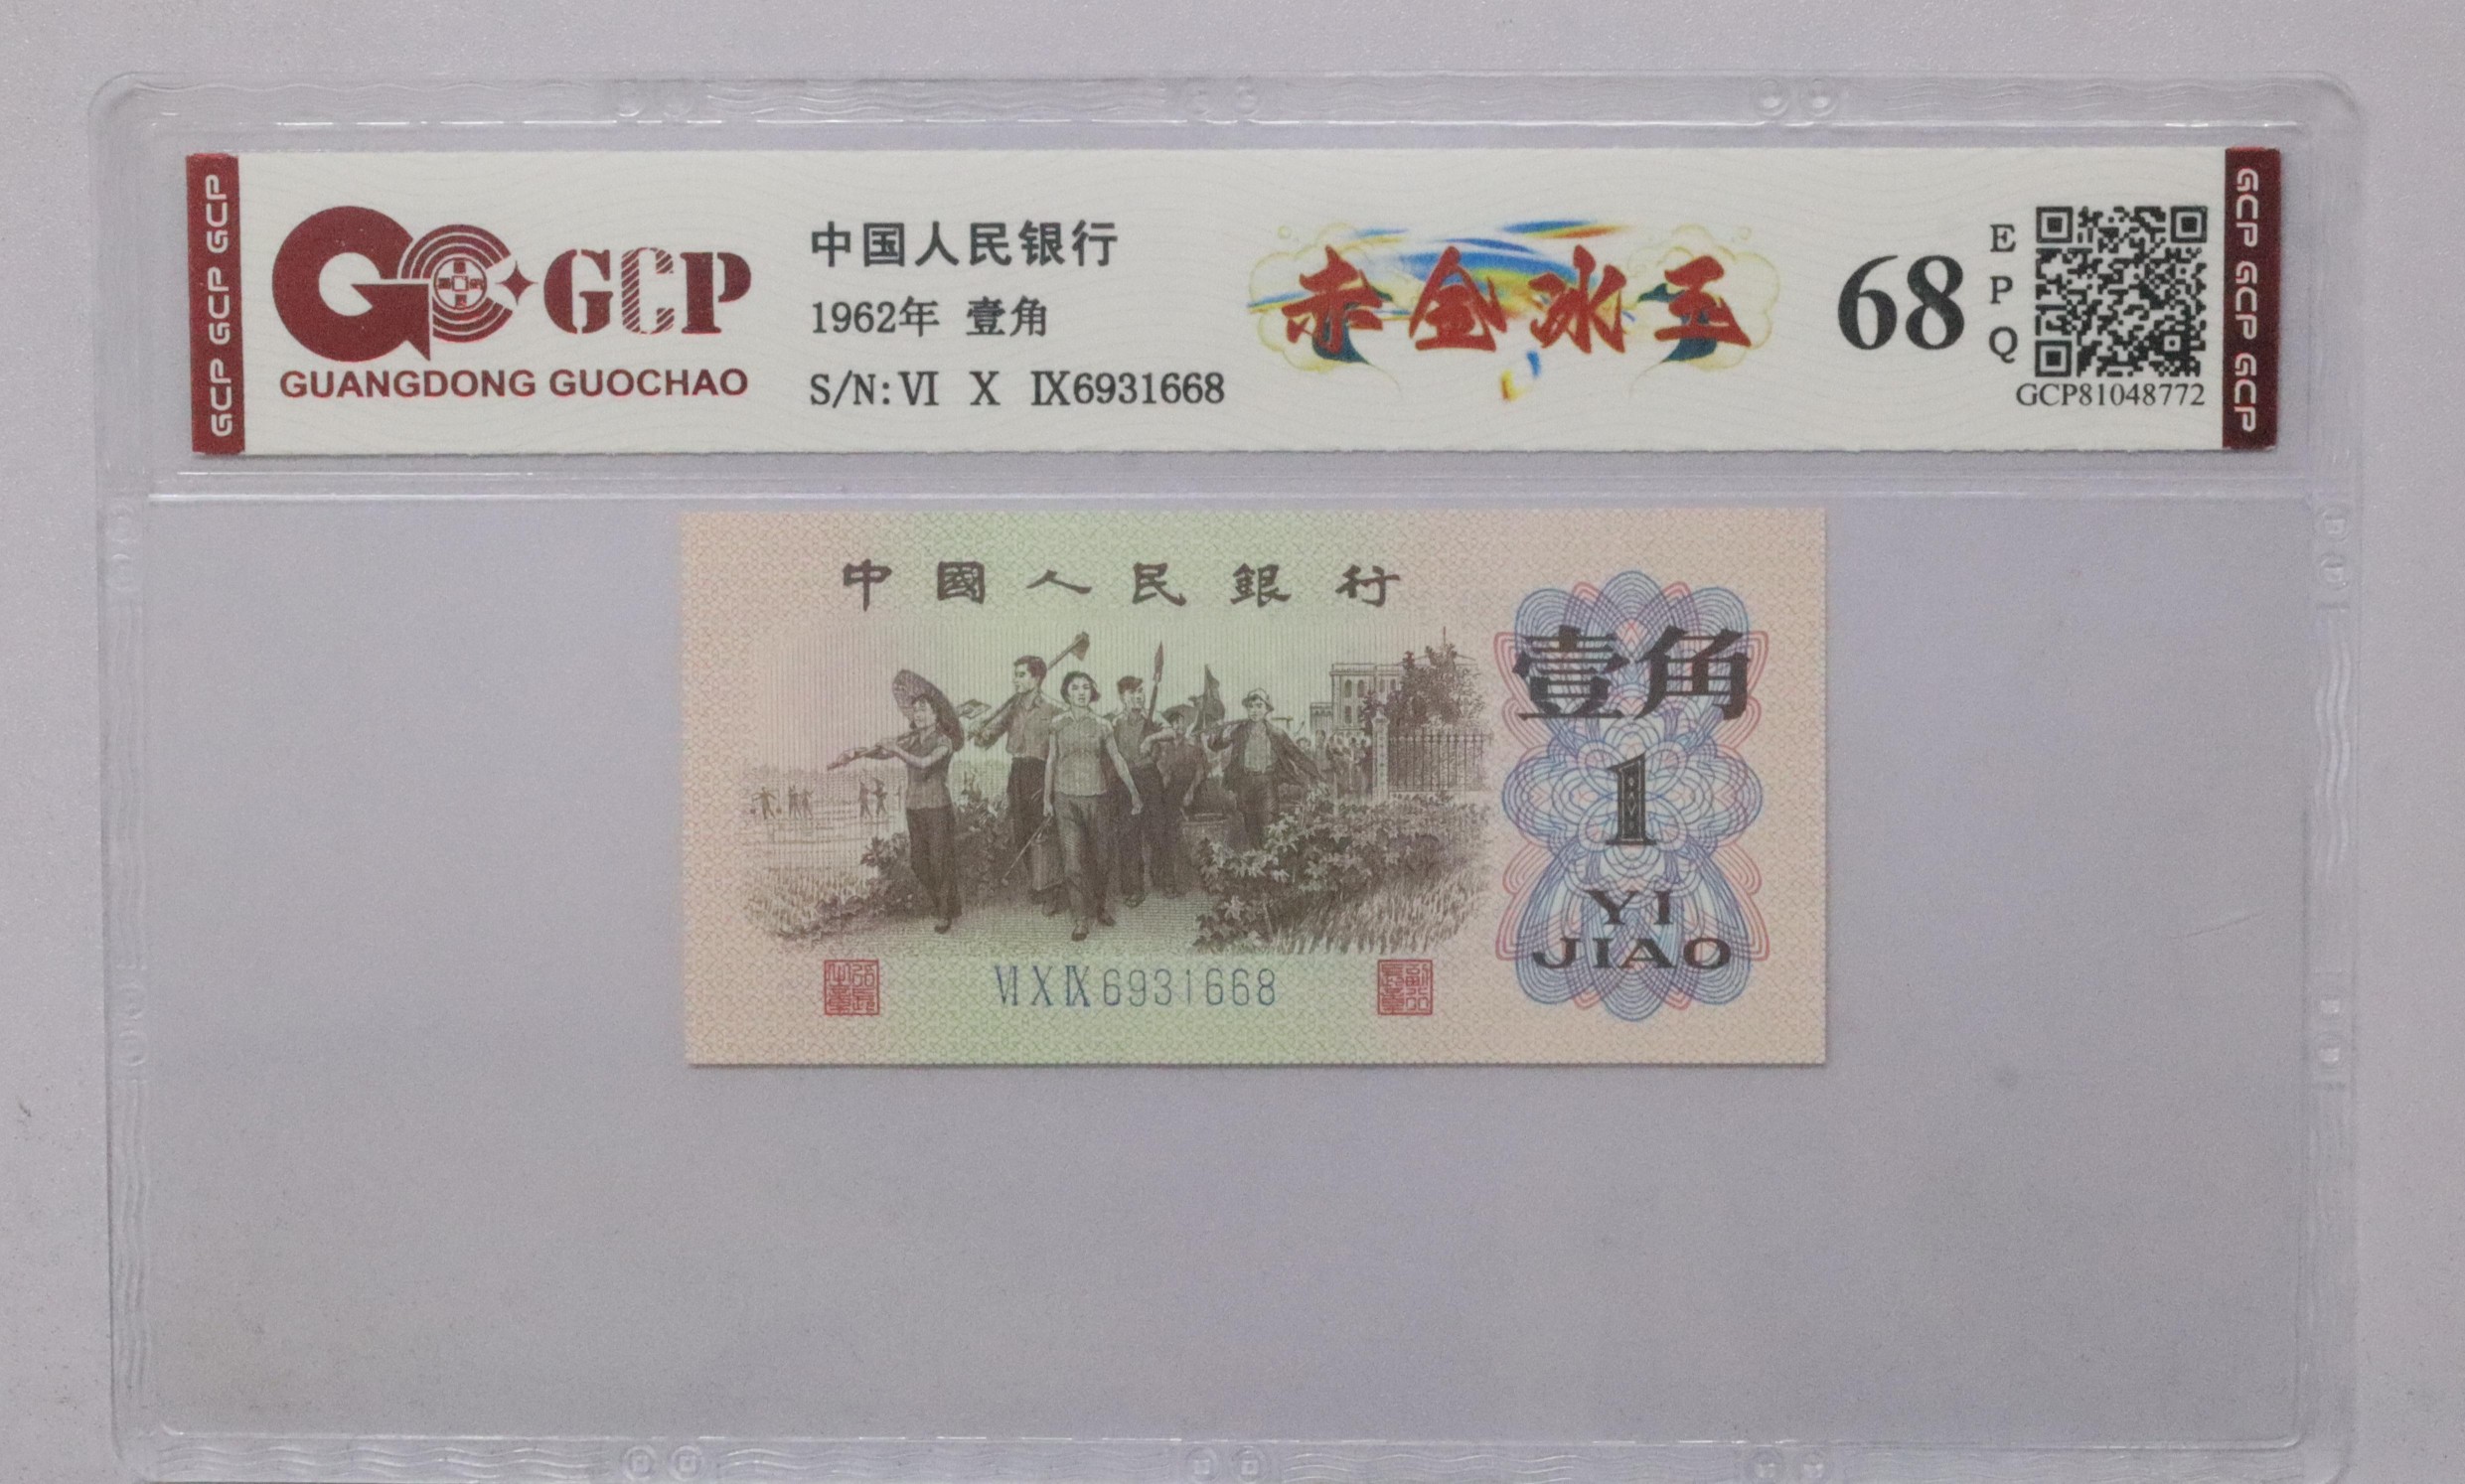 GCP GCP GCP
GCP
GUANGDONG GUOCHAO
中国人民银行
1962年 壹角
S/N: Ⅵ Ⅹ Ⅸ6931668
赤金冰王
68
E
P
Q
GCP81048772
GCP GCP GCP
中國人民銀行
壹角
1
YI
JIAO
ⅥⅩⅨ6931668